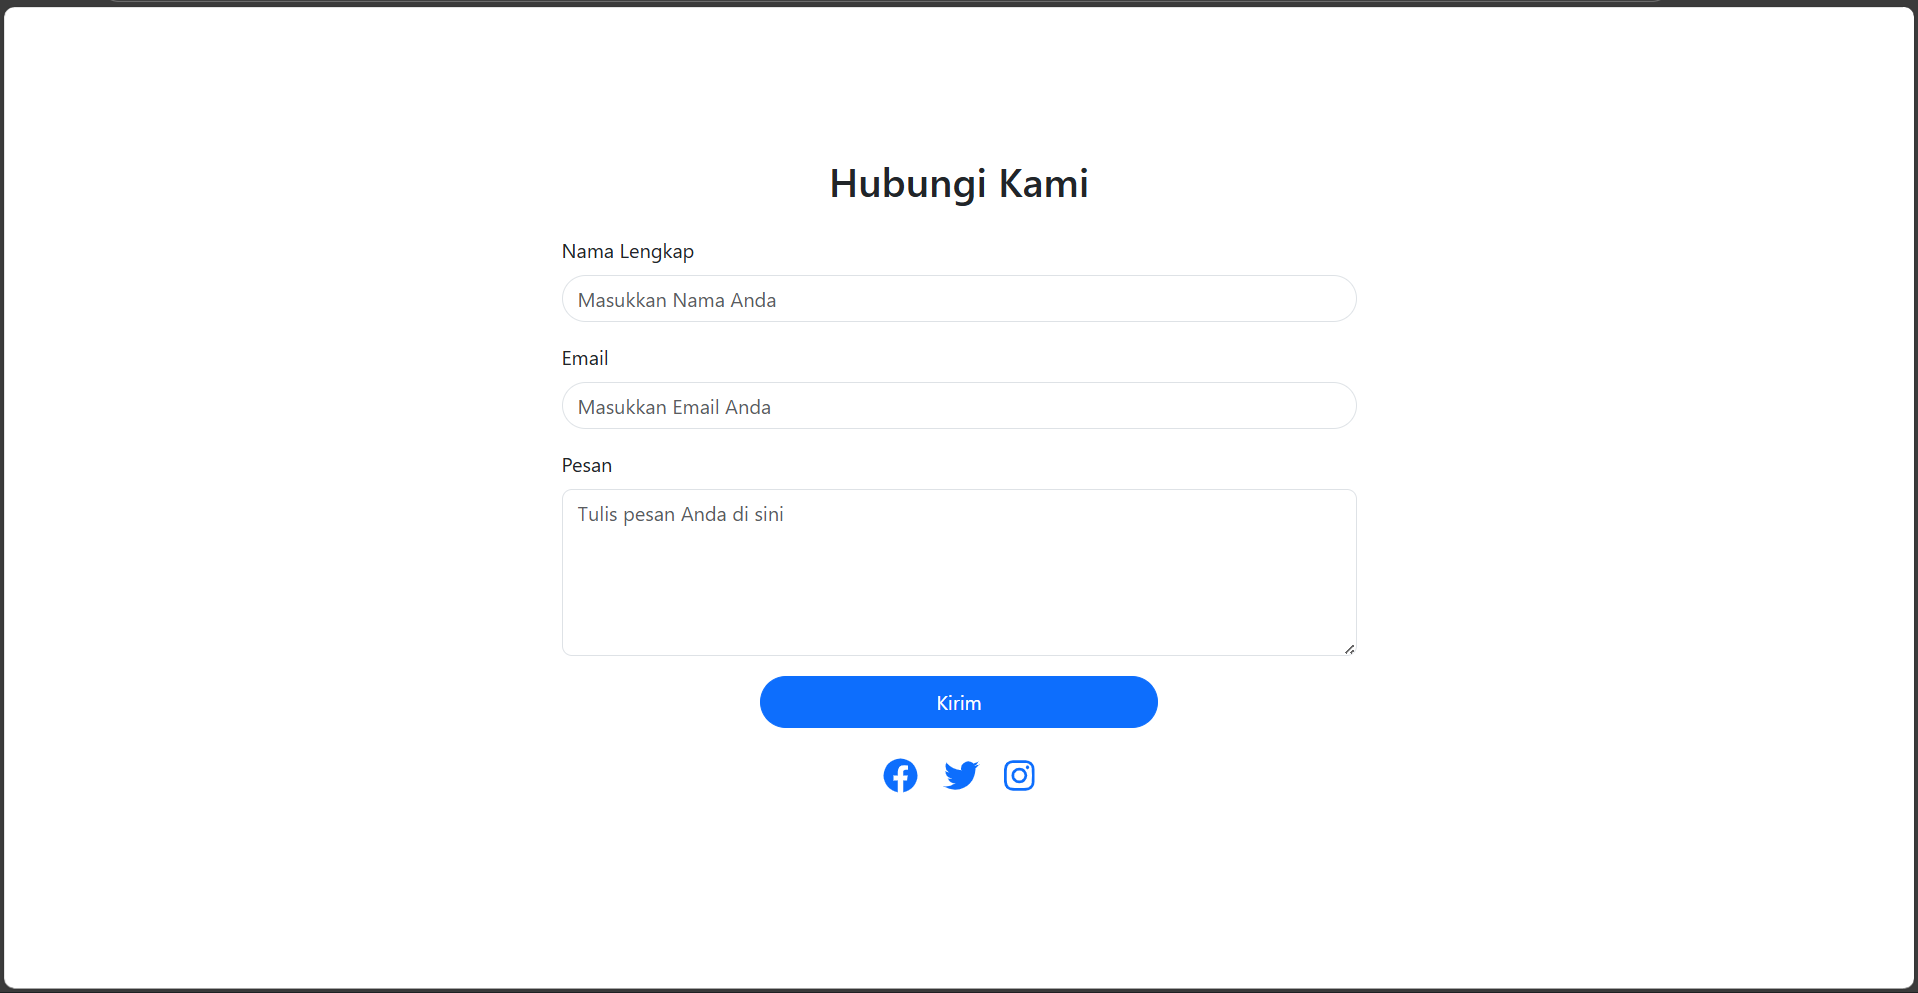 Hubungi Kami
Nama Lengkap
Masukkan Nama Anda
Email
Masukkan Email Anda
Pesan
Tulis pesan Anda di sini
Kirim